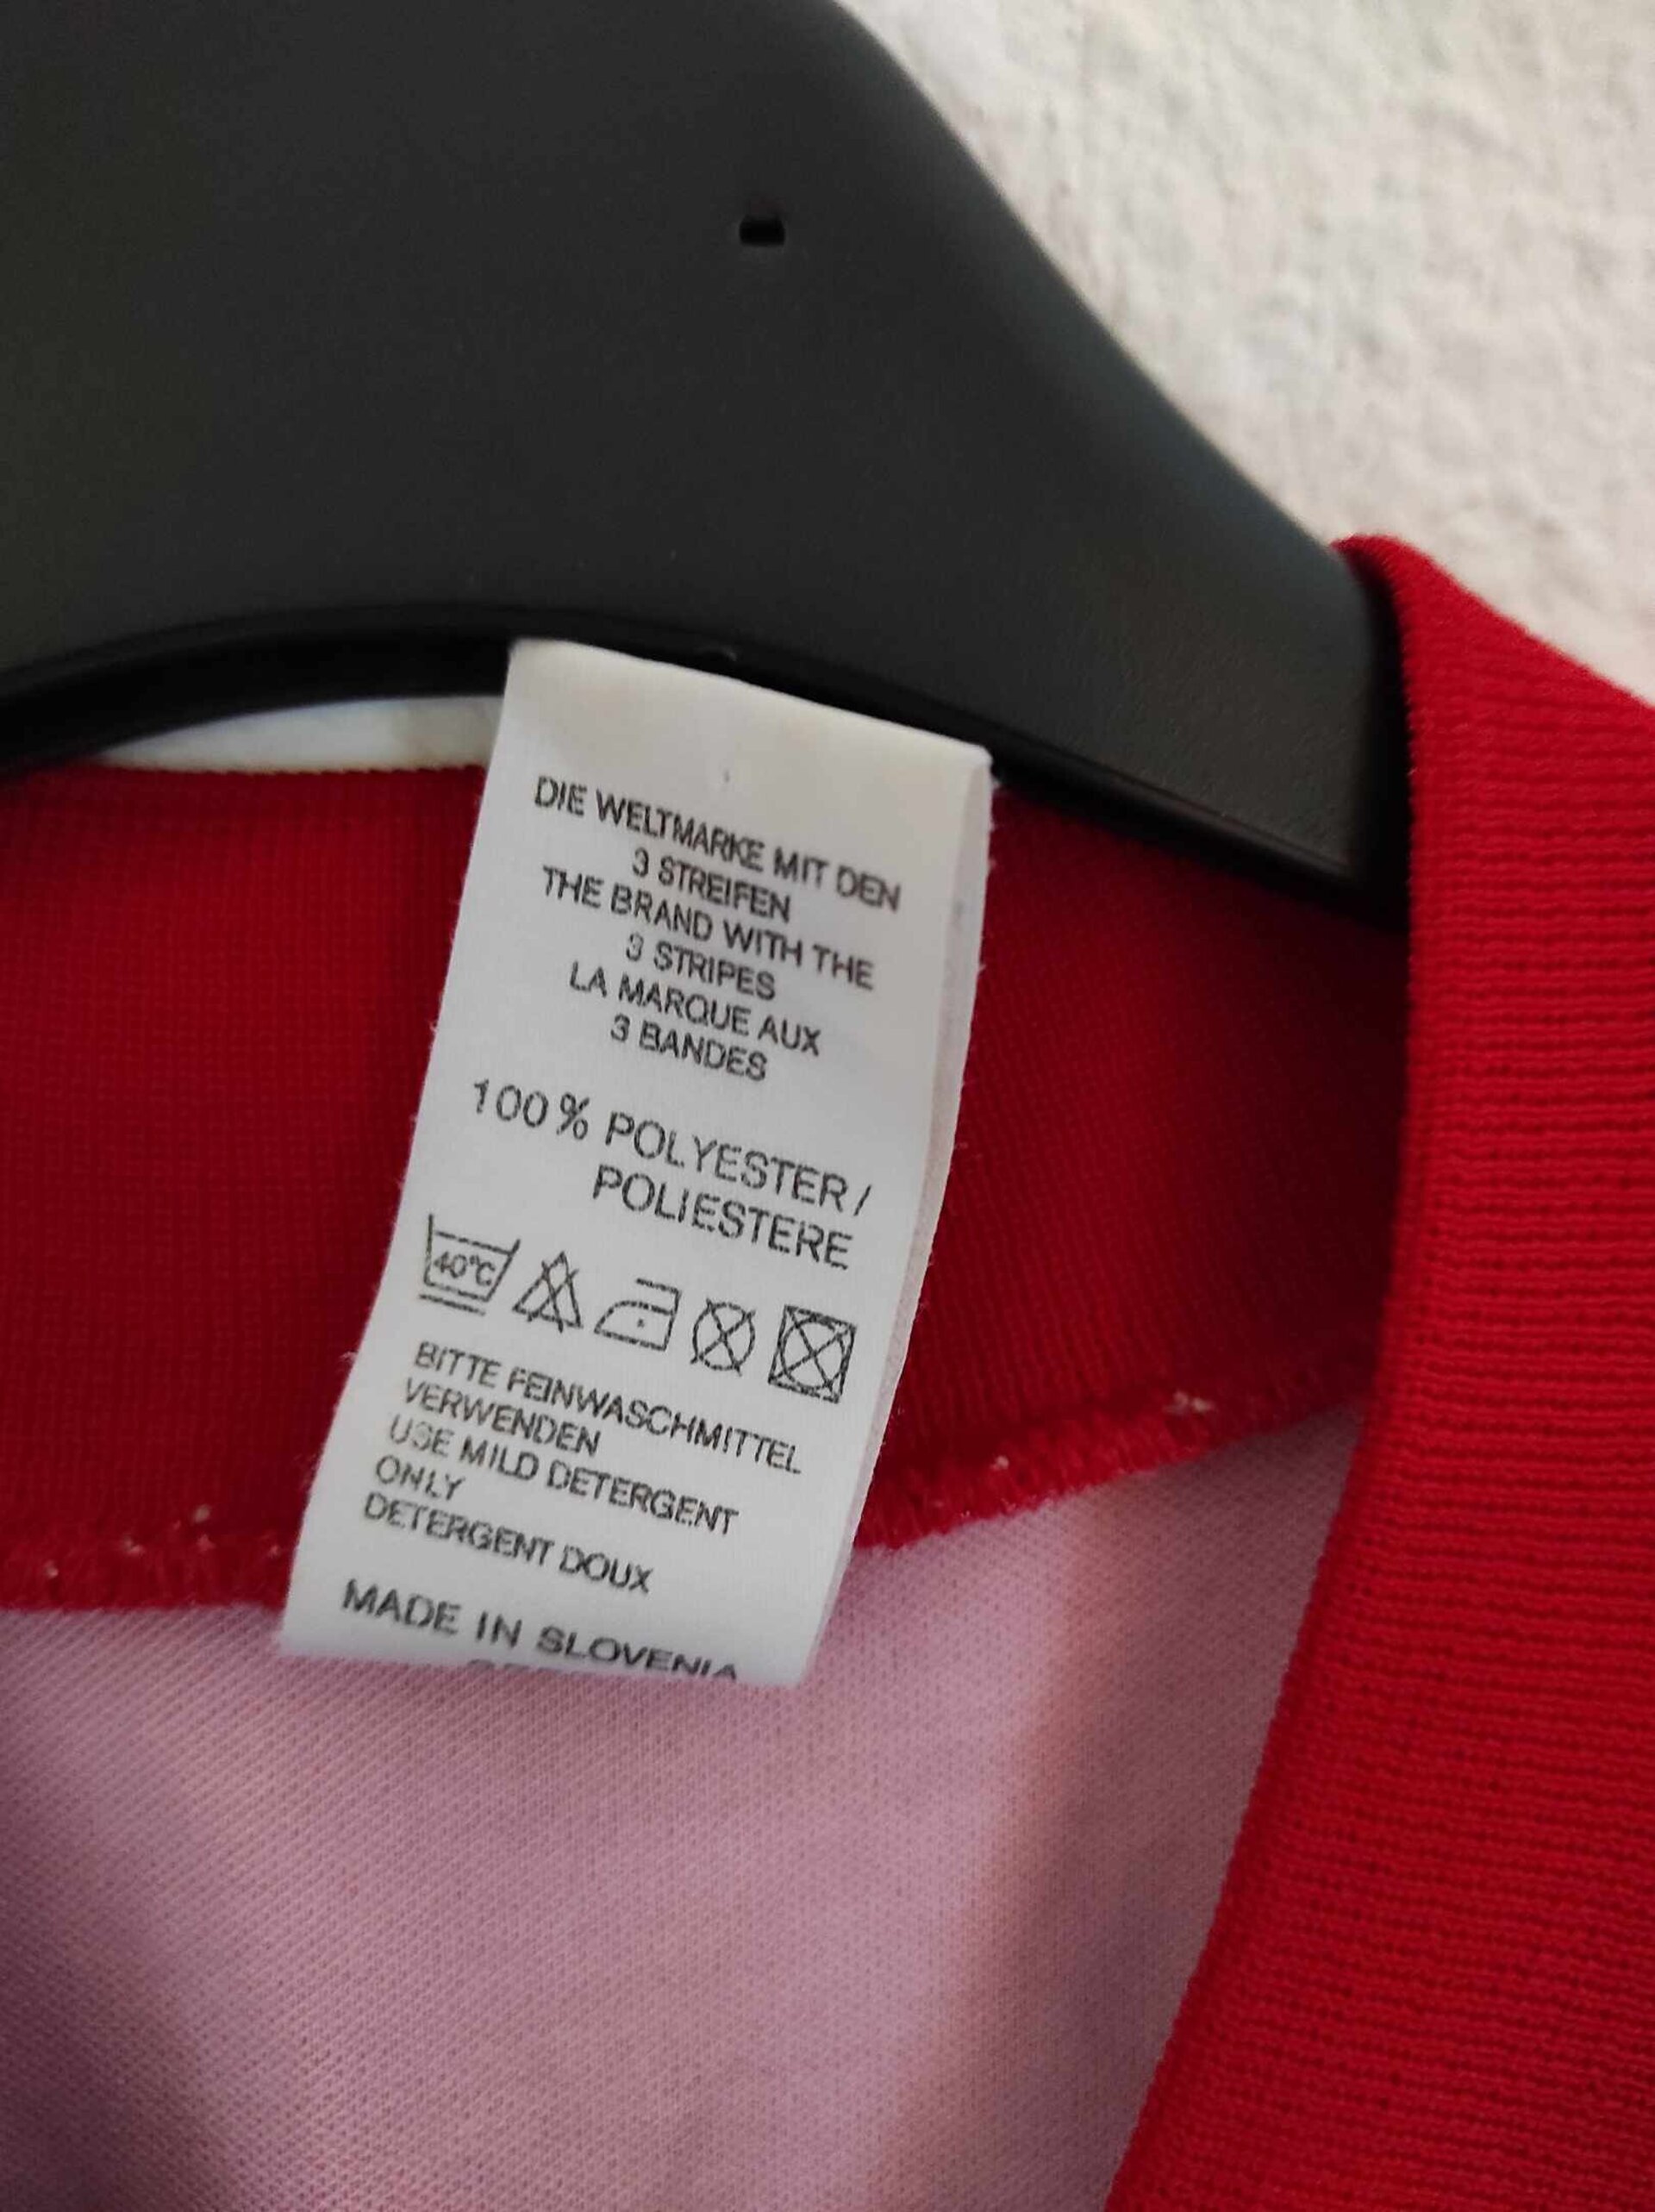 DIE WELTMARKE MIT DEN
3 STREIFEN
THE BRAND WITH THE
3 STRIPES
LA MARQUE AUX
3 BANDES
100% POLYESTER/
POLIESTERE
40°C
BITTE FEINWASCHMITTEL
VERWENDEN
USE MILD DETERGENT
ONLY
DETERGENT DOUX
MADE IN SLOVENIA